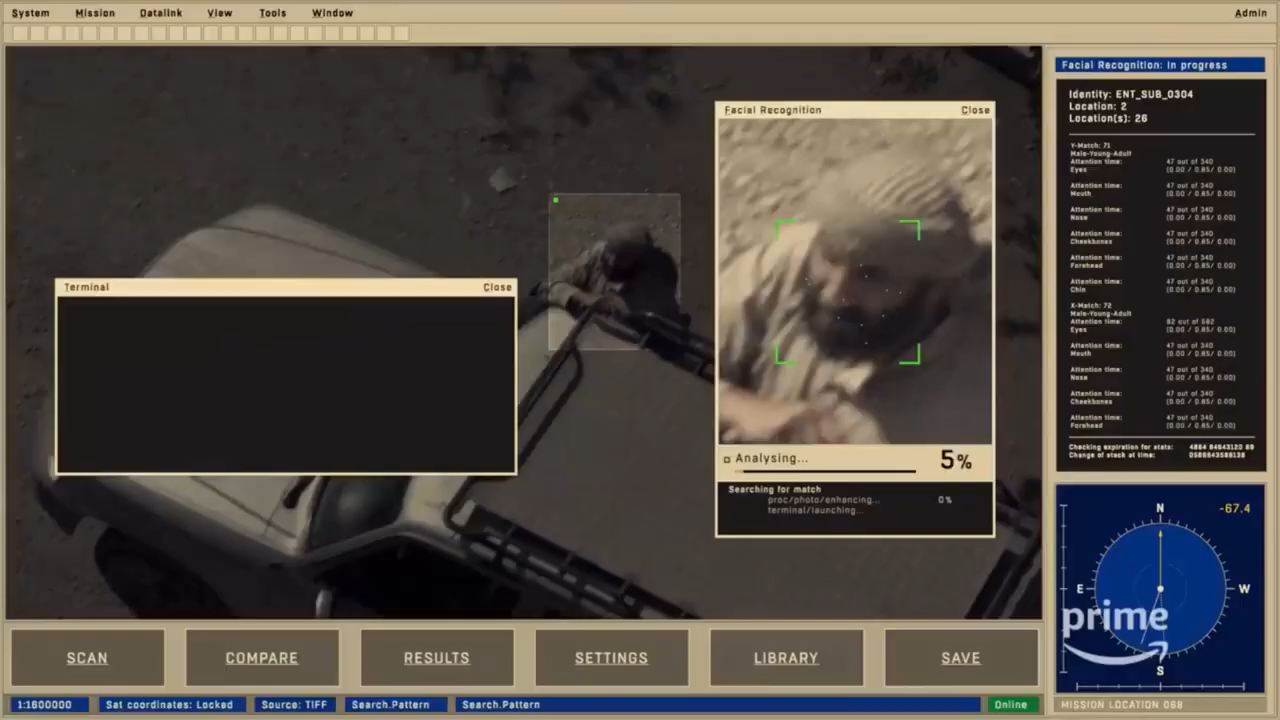 System Mission Datalink View Tools Window Admin
Facial Recognition: In progress
Identity: ENT_SUB_0304
Location: 2
Location(s): 26
Y-Match: 71
Male-Young-Adult
Attention time: 47 out of 340
Eyes (0.00 / 0.85/ 0.00)
Attention time: 47 out of 340
Mouth (0.00 / 0.85/ 0.00)
Attention time: 47 out of 340
Nose (0.00 / 0.85/ 0.00)
Attention time: 47 out of 340
Cheekbones (0.00 / 0.85/ 0.00)
Attention time: 47 out of 340
Forehead (0.00 / 0.85/ 0.00)
Attention time: 47 out of 340
Chin (0.00 / 0.85/ 0.00)
X-Match: 72
Male-Young-Adult
Attention time: 82 out of 582
Eyes (0.00 / 0.85/ 0.00)
Attention time: 47 out of 340
Mouth (0.00 / 0.85/ 0.00)
Attention time: 47 out of 340
Nose (0.00 / 0.85/ 0.00)
Attention time: 47 out of 340
Cheekbones (0.00 / 0.85/ 0.00)
Attention time: 47 out of 340
Forehead (0.00 / 0.85/ 0.00)
Checking expiration for stats:
Change of stack at time:
Facial Recognition Close
Analysing... 5%
Searching for match
proc/photo/enhancing... 0%
terminal/launching...
Terminal Close
N -67.4
E W
prime
S
SCAN COMPARE RESULTS SETTINGS LIBRARY SAVE
1:1600000 Sat coordinates: Locked Source: TIFF Search.Pattern Search.Pattern Online MISSION LOCATION 068